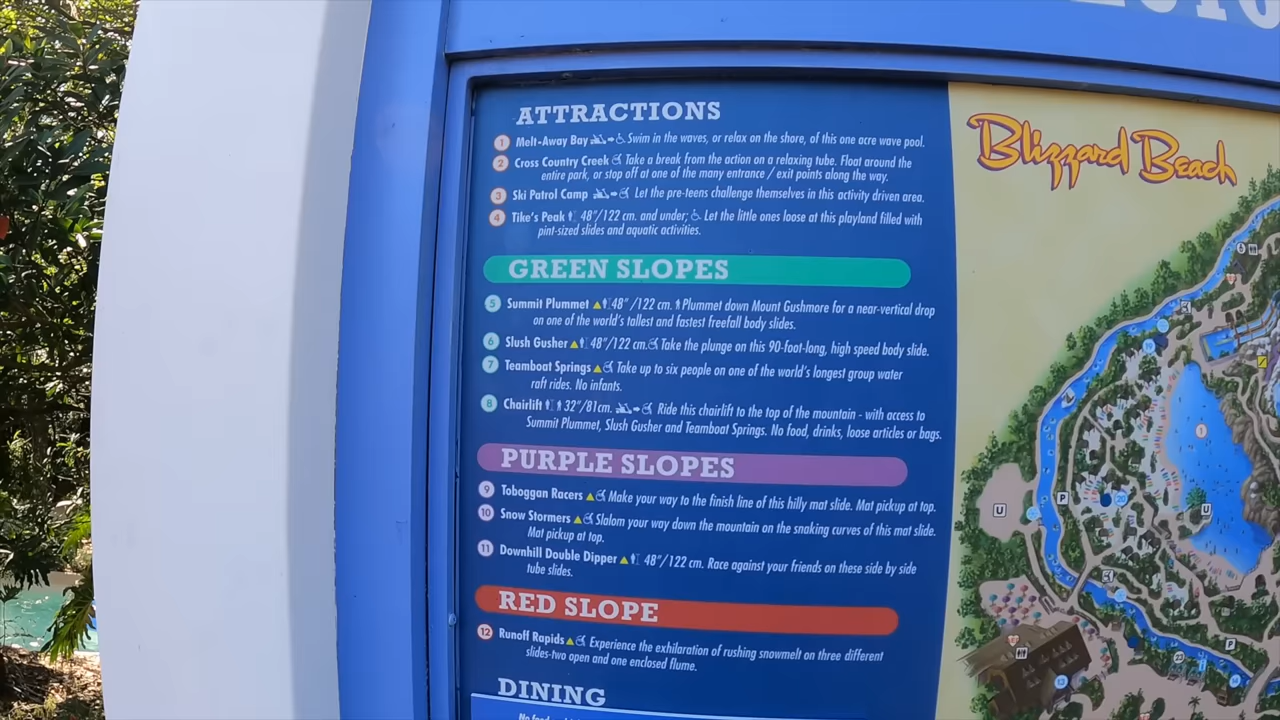 ATTRACTIONS
1 Melt-Away Bay Swim in the waves, or relax on the shore, of this one acre wave pool.
2 Cross Country Creek Take a break from the action on a relaxing tube. Float around the
entire park, or stop off at one of the many entrance / exit points along the way.
3 Ski Patrol Camp Let the pre-teens challenge themselves in this activity driven area.
4 Tike's Peak 48"/122 cm. and under; Let the little ones loose at this playland filled with
pint-sized slides and aquatic activities.
GREEN SLOPES
5 Summit Plummet 48"/122 cm. Plummet down Mount Gushmore for a near-vertical drop
on one of the world's tallest and fastest freefall body slides.
6 Slush Gusher 48"/122 cm. Take the plunge on this 90-foot-long, high speed body slide.
7 Teamboat Springs Take up to six people on one of the world's longest group water
raft rides. No infants.
8 Chairlift 32"/81cm. Ride this chairlift to the top of the mountain - with access to
Summit Plummet, Slush Gusher and Teamboat Springs. No food, drinks, loose articles or bags.
PURPLE SLOPES
9 Toboggan Racers Make your way to the finish line of this hilly mat slide. Mat pickup at top.
10 Snow Stormers Slalom your way down the mountain on the snaking curves of this mat slide.
Mat pickup at top.
11 Downhill Double Dipper 48"/122 cm. Race against your friends on these side by side
tube slides.
RED SLOPE
12 Runoff Rapids Experience the exhilaration of rushing snowmelt on three different
slides-two open and one enclosed flume.
DINING
Blizzard Beach
1
P
U
U
P